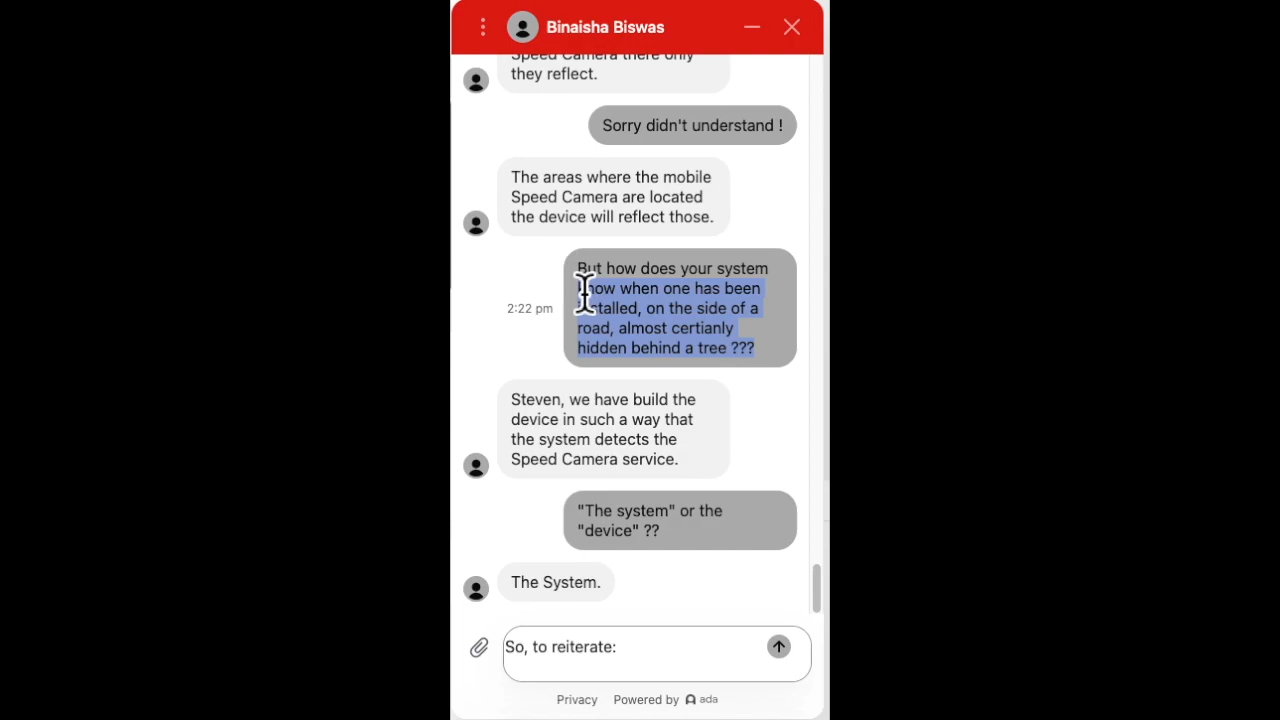 Binaisha Biswas
Speed Camera there only
they reflect.
Sorry didn't understand !
The areas where the mobile
Speed Camera are located
the device will reflect those.
But how does your system
know when one has been
installed, on the side of a
road, almost certianly
hidden behind a tree ???
2:22 pm
Steven, we have build the
device in such a way that
the system detects the
Speed Camera service.
"The system" or the
"device" ??
The System.
So, to reiterate:
Privacy Powered by ada